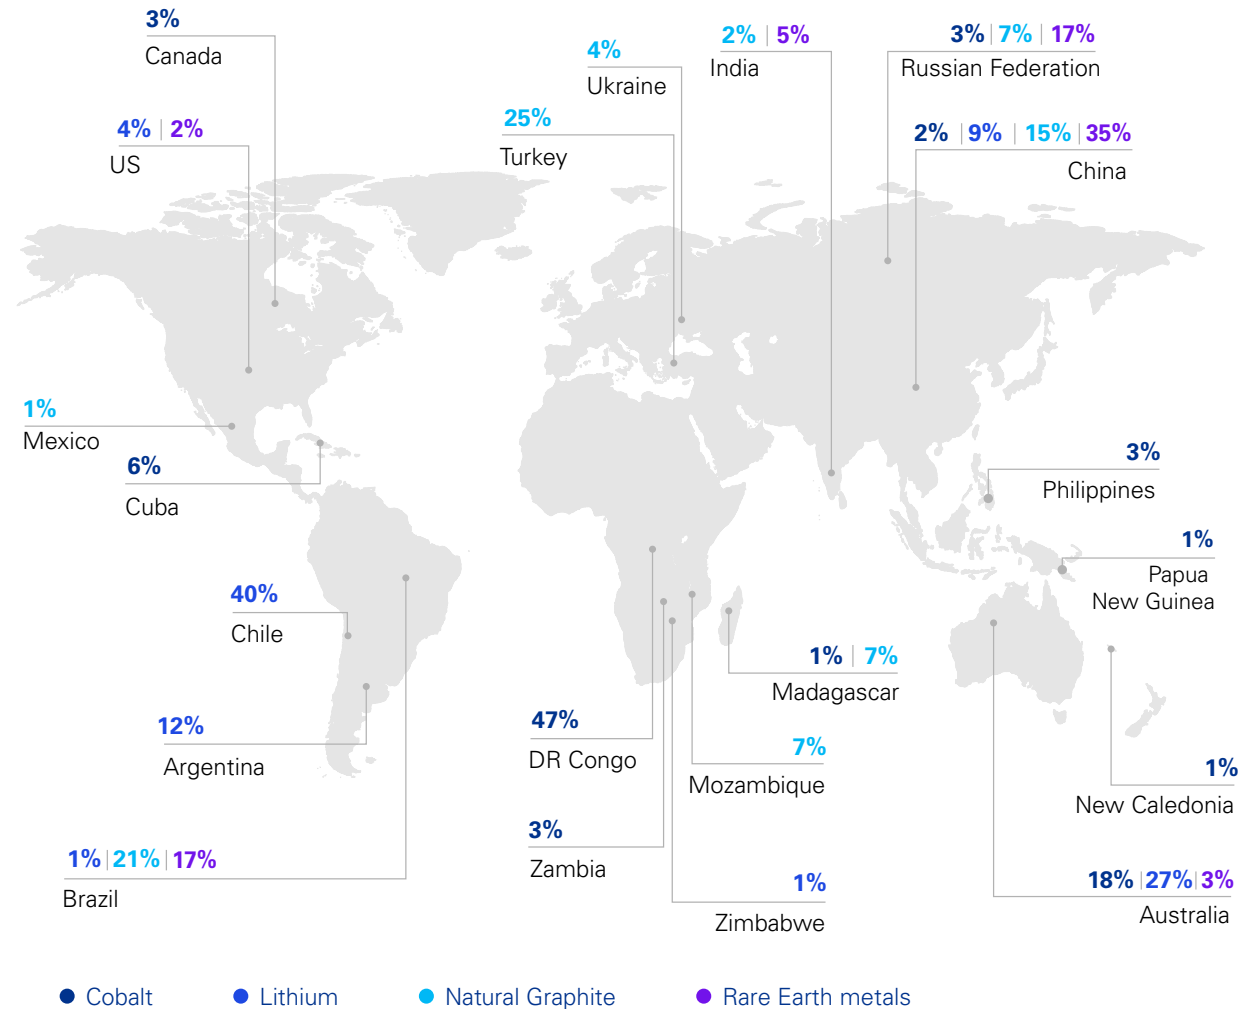 3%
Canada
4% | 2%
US
4%
Ukraine
25%
Turkey
2% | 5%
India
3% | 7% | 17%
Russian Federation
2% | 9% | 15% | 35%
China
1%
Mexico
6%
Cuba
3%
Philippines
1%
Papua
New Guinea
40%
Chile
12%
Argentina
1% | 21% | 17%
Brazil
47%
DR Congo
3%
Zambia
1% | 7%
Madagascar
7%
Mozambique
1%
Zimbabwe
1%
New Caledonia
18% | 27% | 3%
Australia
Cobalt
Lithium
Natural Graphite
Rare Earth metals